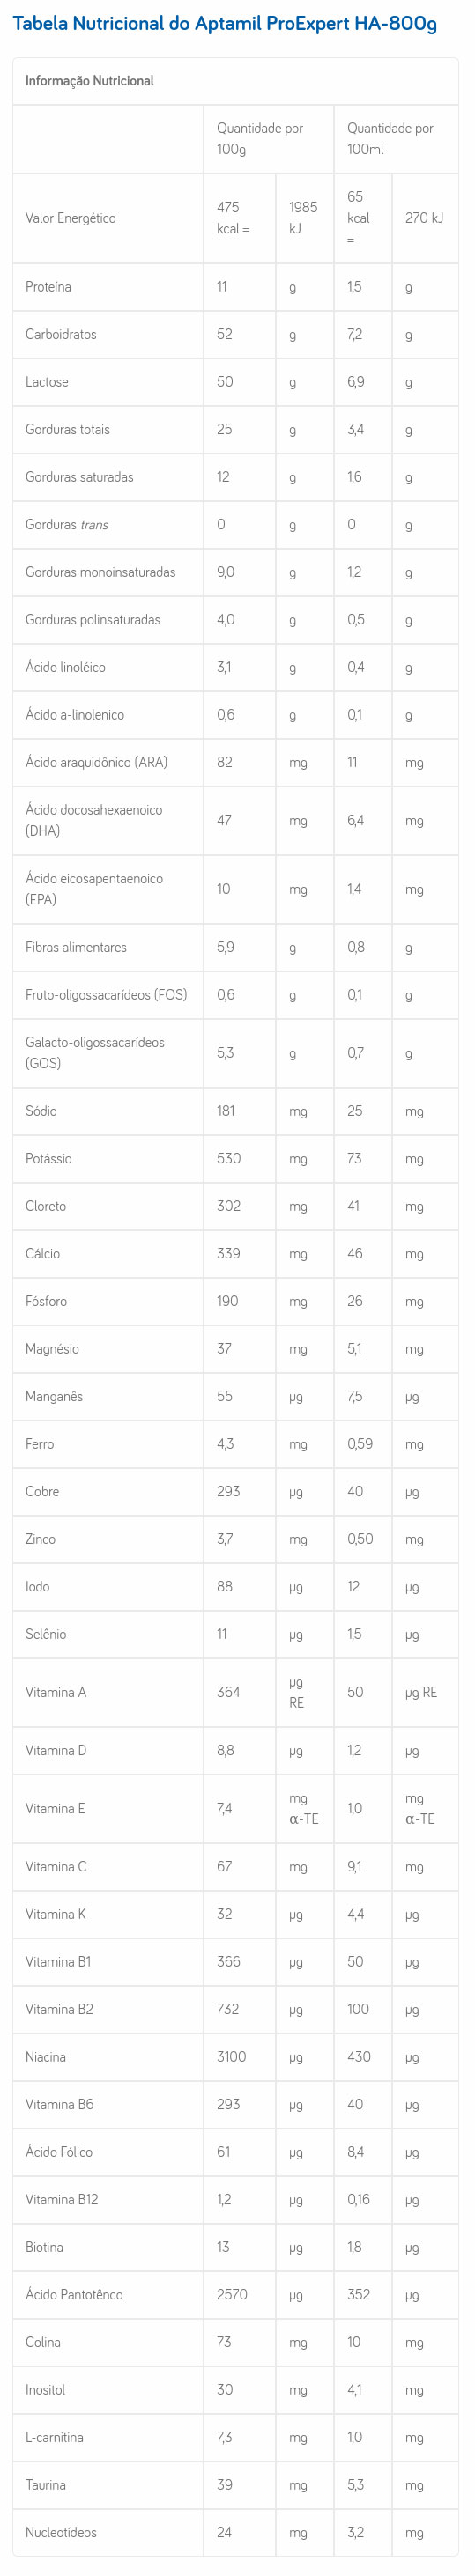 Tabela Nutricional do Aptamil ProExpert HA-800g
Informação Nutricional
Quantidade por 100g Quantidade por 100ml
Valor Energético 475 kcal = 1985 kJ 65 kcal = 270 kJ
Proteína 11 g 1,5 g
Carboidratos 52 g 7,2 g
Lactose 50 g 6,9 g
Gorduras totais 25 g 3,4 g
Gorduras saturadas 12 g 1,6 g
Gorduras trans 0 g 0 g
Gorduras monoinsaturadas 9,0 g 1,2 g
Gorduras polinsaturadas 4,0 g 0,5 g
Ácido linoléico 3,1 g 0,4 g
Ácido a-linolenico 0,6 g 0,1 g
Ácido araquidônico (ARA) 82 mg 11 mg
Ácido docosahexaenoico (DHA) 47 mg 6,4 mg
Ácido eicosapentaenoico (EPA) 10 mg 1,4 mg
Fibras alimentares 5,9 g 0,8 g
Fruto-oligossacarídeos (FOS) 0,6 g 0,1 g
Galacto-oligossacarídeos (GOS) 5,3 g 0,7 g
Sódio 181 mg 25 mg
Potássio 530 mg 73 mg
Cloreto 302 mg 41 mg
Cálcio 339 mg 46 mg
Fósforo 190 mg 26 mg
Magnésio 37 mg 5,1 mg
Manganês 55 µg 7,5 µg
Ferro 4,3 mg 0,59 mg
Cobre 293 µg 40 µg
Zinco 3,7 mg 0,50 mg
Iodo 88 µg 12 µg
Selênio 11 µg 1,5 µg
Vitamina A 364 µg RE 50 µg RE
Vitamina D 8,8 µg 1,2 µg
Vitamina E 7,4 mg α-TE 1,0 mg α-TE
Vitamina C 67 mg 9,1 mg
Vitamina K 32 µg 4,4 µg
Vitamina B1 366 µg 50 µg
Vitamina B2 732 µg 100 µg
Niacina 3100 µg 430 µg
Vitamina B6 293 µg 40 µg
Ácido Fólico 61 µg 8,4 µg
Vitamina B12 1,2 µg 0,16 µg
Biotina 13 µg 1,8 µg
Ácido Pantotênco 2570 µg 352 µg
Colina 73 mg 10 mg
Inositol 30 mg 4,1 mg
L-carnitina 7,3 mg 1,0 mg
Taurina 39 mg 5,3 mg
Nucleotídeos 24 mg 3,2 mg